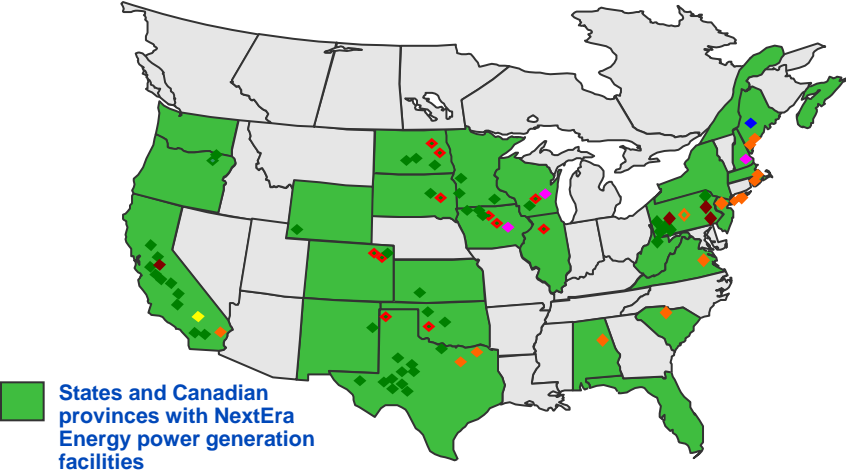 States and Canadian
provinces with NextEra
Energy power generation
facilities